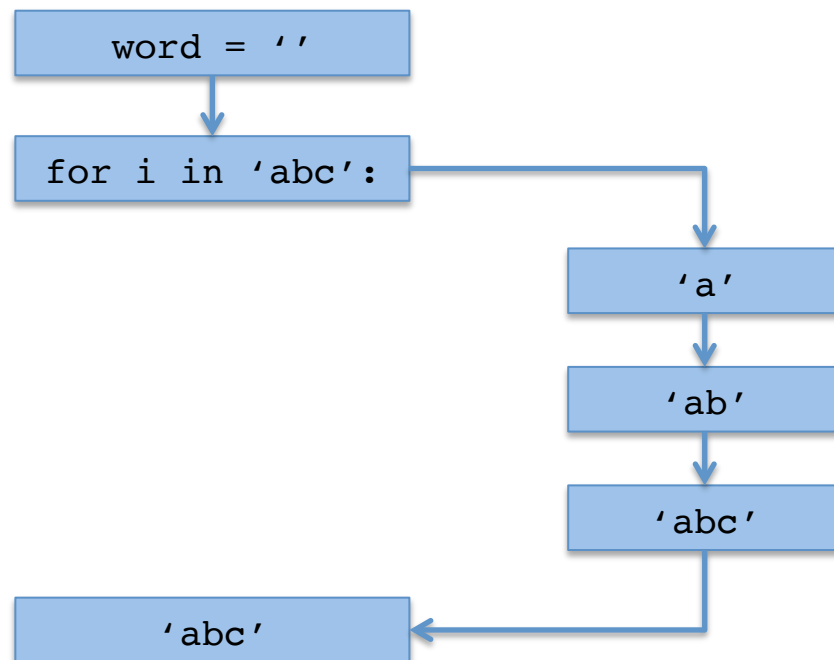 word = ‘’
for i in ‘abc’:
‘a’
‘ab’
‘abc’
‘abc’